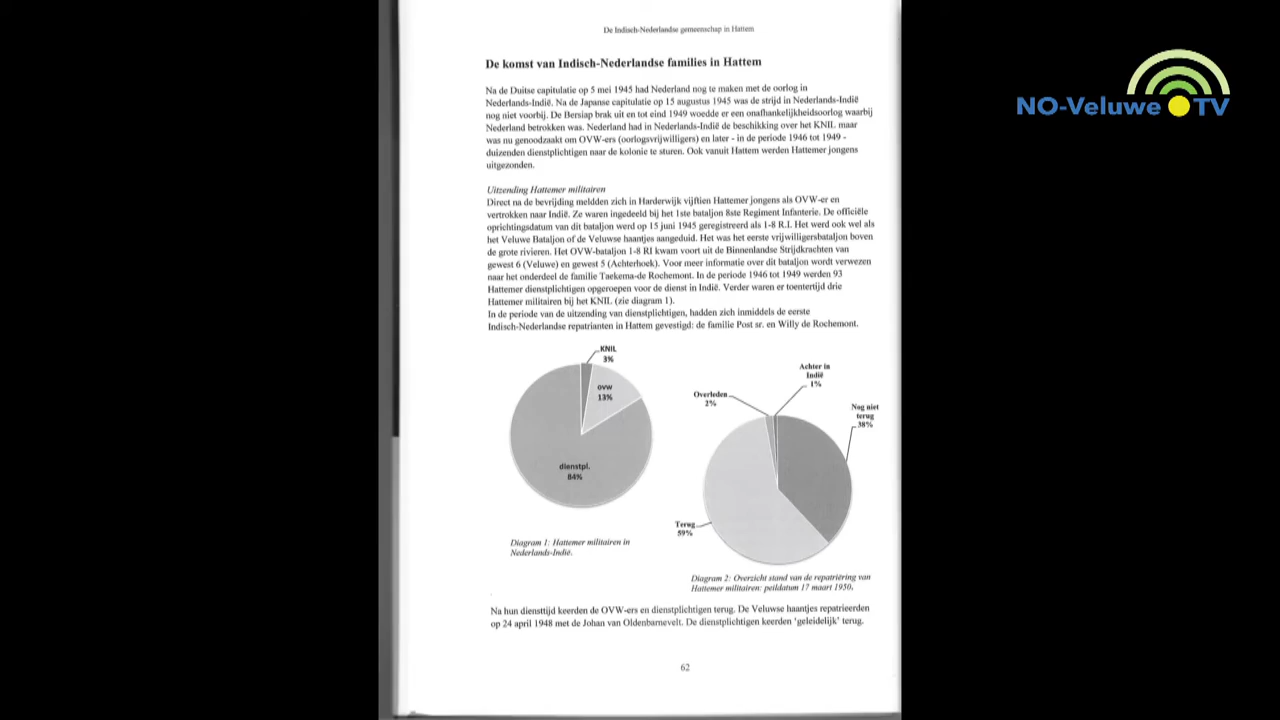 De Indisch-Nederlandse gemeenschap in Hattem
De komst van Indisch-Nederlandse families in Hattem
NO-Veluwe TV
Na de Duitse capitulatie op 5 mei 1945 had Nederland nog te maken met de oorlog in
Nederlands-Indië. Na de Japanse capitulatie op 15 augustus 1945 was de strijd in Nederlands-Indië
nog niet voorbij. De Bersiap brak uit en tot eind 1949 woedde er een onafhankelijkheidsoorlog waarbij
Nederland betrokken was. Nederland had in Nederlands-Indië de beschikking over het KNIL maar
was nu genoodzaakt om OVW-ers (oorlogsvrijwilligers) en later - in de periode 1946 tot 1949 -
duizenden dienstplichtigen naar de kolonie te sturen. Ook vanuit Hattem werden Hattemer jongens
uitgezonden.
Uitzending Hattemer militairen
Direct na de bevrijding meldden zich in Harderwijk vijftien Hattemer jongens als OVW-er en
vertrokken naar Indië. Ze waren ingedeeld bij het 1ste bataljon 8ste Regiment Infanterie. De officiële
oprichtingsdatum van dit bataljon werd op 15 juni 1945 geregistreerd als 1-8 R.I. Het werd ook wel als
het Veluwe Bataljon of de Veluwse haantjes aangeduid. Het was het eerste vrijwilligersbataljon boven
de grote rivieren. Het OVW-bataljon 1-8 RI kwam voort uit de Binnenlandse Strijdkrachten van
gewest 6 (Veluwe) en gewest 5 (Achterhoek). Voor meer informatie over dit bataljon wordt verwezen
naar het onderdeel de familie Taekema-de Rochemont. In de periode 1946 tot 1949 werden 93
Hattemer dienstplichtigen opgeroepen voor de dienst in Indië. Verder waren er toentertijd drie
Hattemer militairen bij het KNIL (zie diagram 1).
In de periode van de uitzending van dienstplichtigen, hadden zich inmiddels de eerste
Indisch-Nederlandse repatrianten in Hattem gevestigd: de familie Post sr. en Willy de Rochemont.
KNIL
3%
ovw
13%
dienstpl.
84%
Diagram 1: Hattemer militairen in
Nederlands-Indië.
Achter in
Indië
1%
Overleden
2%
Nog niet
terug
38%
Terug
59%
Diagram 2: Overzicht stand van de repatriëring van
Hattemer militairen: peildatum 17 maart 1950.
Na hun diensttijd keerden de OVW-ers en dienstplichtigen terug. De Veluwse haantjes repatrieerden
op 24 april 1948 met de Johan van Oldenbarnevelt. De dienstplichtigen keerden 'geleidelijk' terug.
62